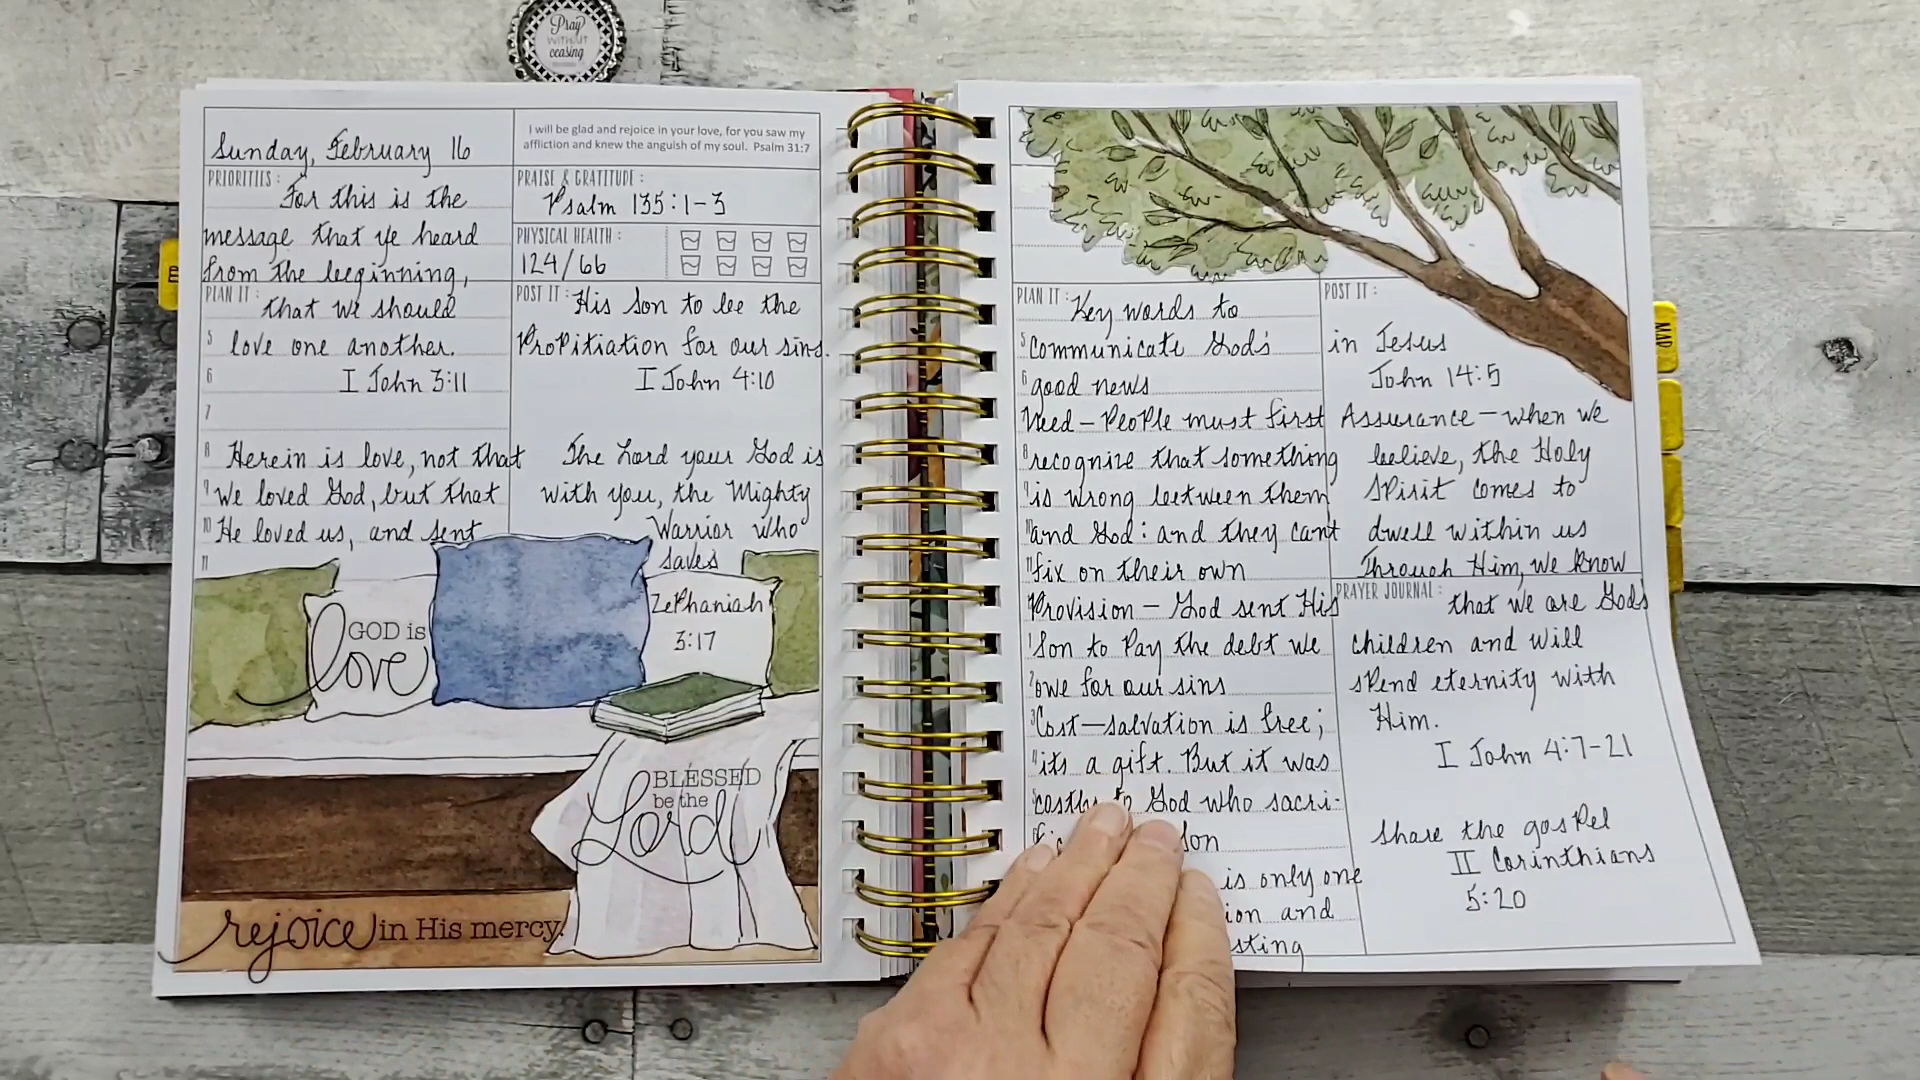 Pray
without
ceasing
Sunday, February 16
I will be glad and rejoice in your love, for you saw my
affliction and knew the anguish of my soul. Psalm 31:7
PRIORITIES:
For this is the
message that ye heard
from the beginning,
PLAN IT:
that we should
5 love one another.
6 I John 3:11
7
8 Herein is love, not that
9 we loved God, but that
10 He loved us, and sent
11
PRAISE & GRATITUDE:
Psalm 135:1-3
PHYSICAL HEALTH:
124/66
POST IT: His Son to be the
Propitiation for our sins.
I John 4:10
The Lord your God is
with you, the Mighty
Warrior who
saves
Zephaniah
3:17
GOD is
love
BLESSED
be the
Lord
rejoice in His mercy.
PLAN IT: Key words to
5 Communicate God's
6 good news
Need - People must first
8 recognize that something
9 is wrong between them
10 and God: and they cant
11 fix on their own
Provision - God sent His
1 Son to Pay the debt we
2 owe for our sins
3 Cost - salvation is free;
4 its a gift. But it was
5 costly to God who sacri-
Son
is only one
and
POST IT:
in Jesus
John 14:5
Assurance - when we
believe, the Holy
Spirit comes to
dwell within us
Through Him, we know
PRAYER JOURNAL:
that we are God's
children and will
spend eternity with
Him.
I John 4:7-21
Share the gospel
II Corinthians
5:20
MAP